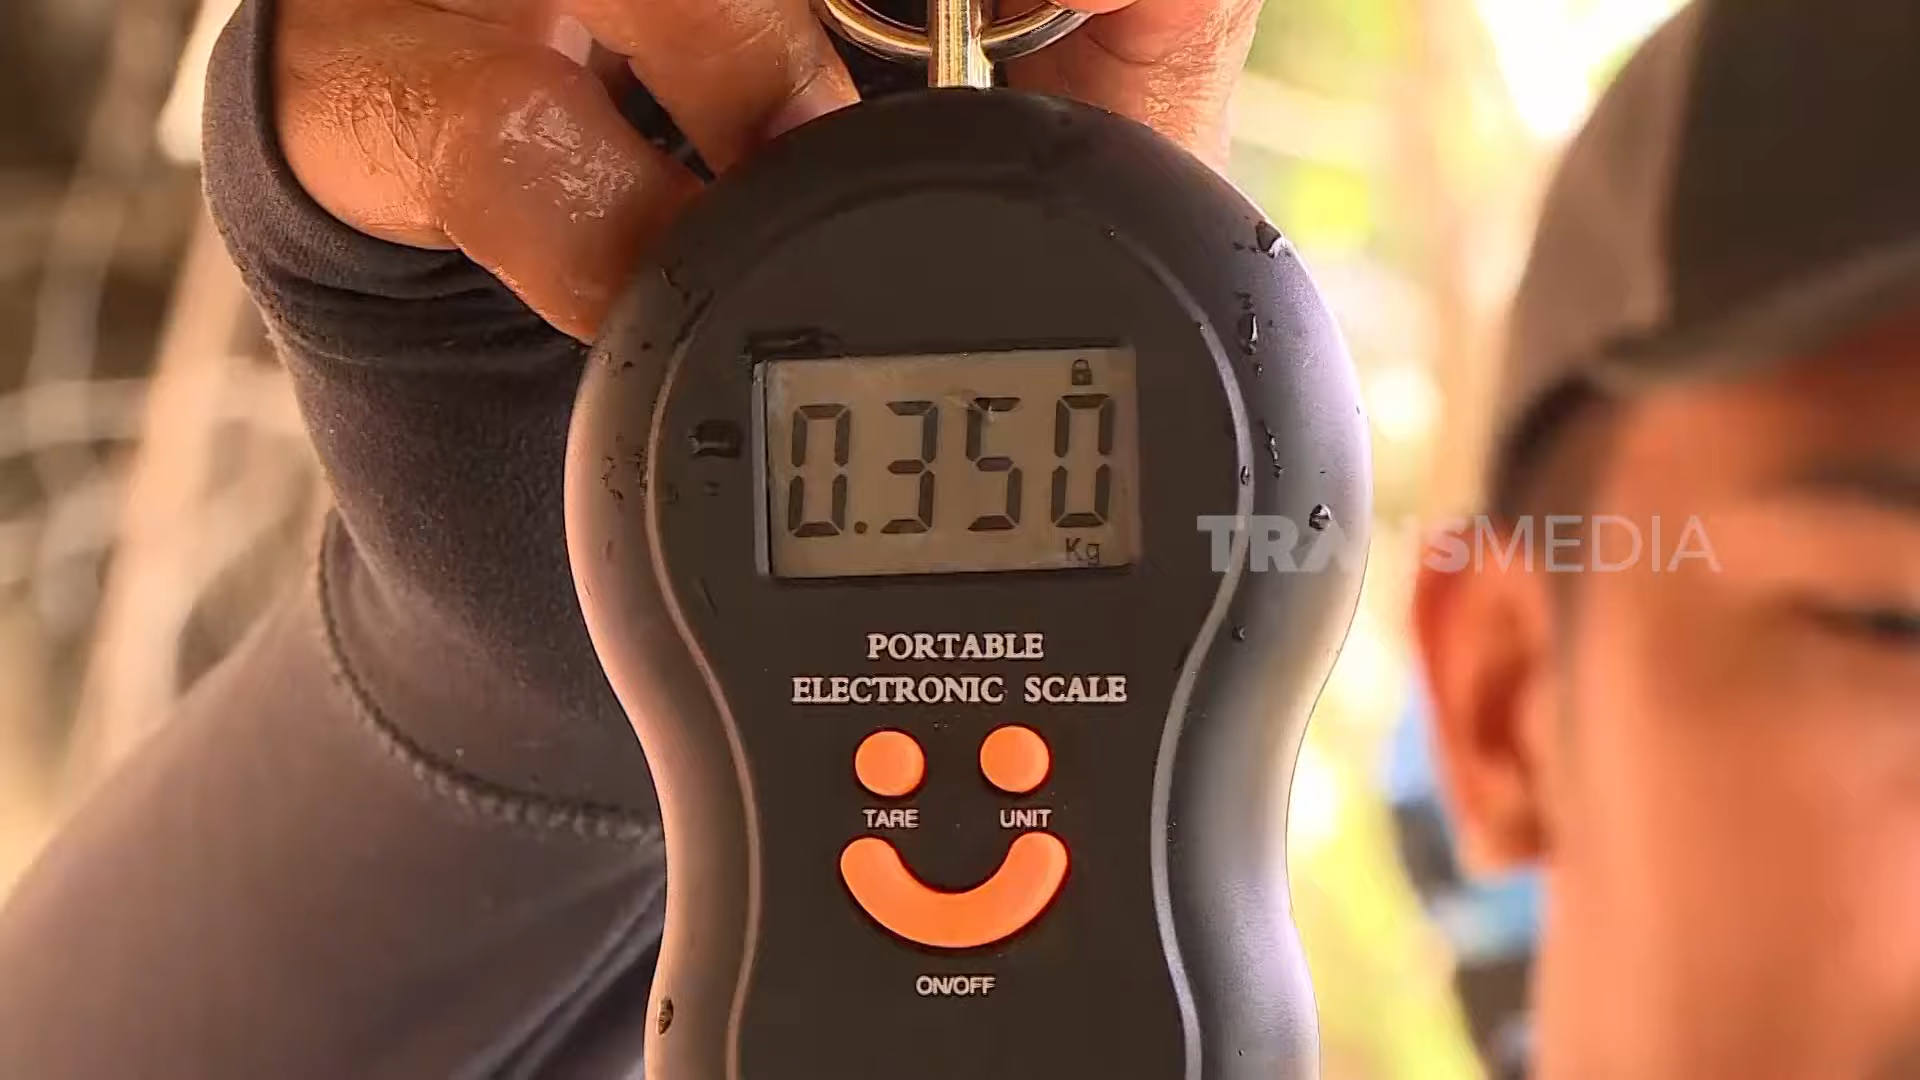 0.350
Kg
TRANSMEDIA
PORTABLE
ELECTRONIC SCALE
TARE UNIT
ON/OFF